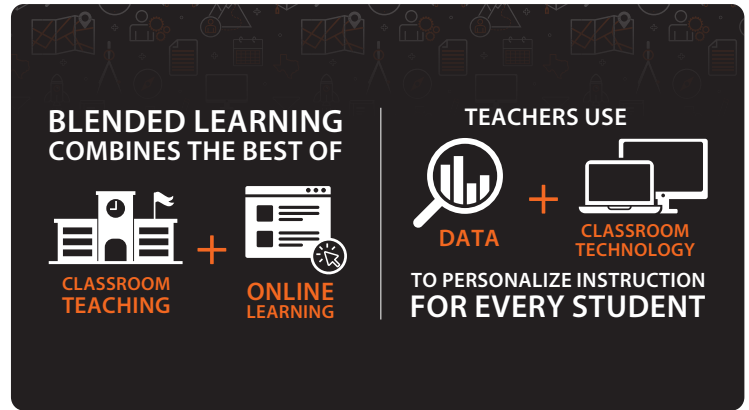 BLENDED LEARNING
COMBINES THE BEST OF
CLASSROOM
TEACHING
+
ONLINE
LEARNING
TEACHERS USE
DATA
+
CLASSROOM
TECHNOLOGY
TO PERSONALIZE INSTRUCTION
FOR EVERY STUDENT